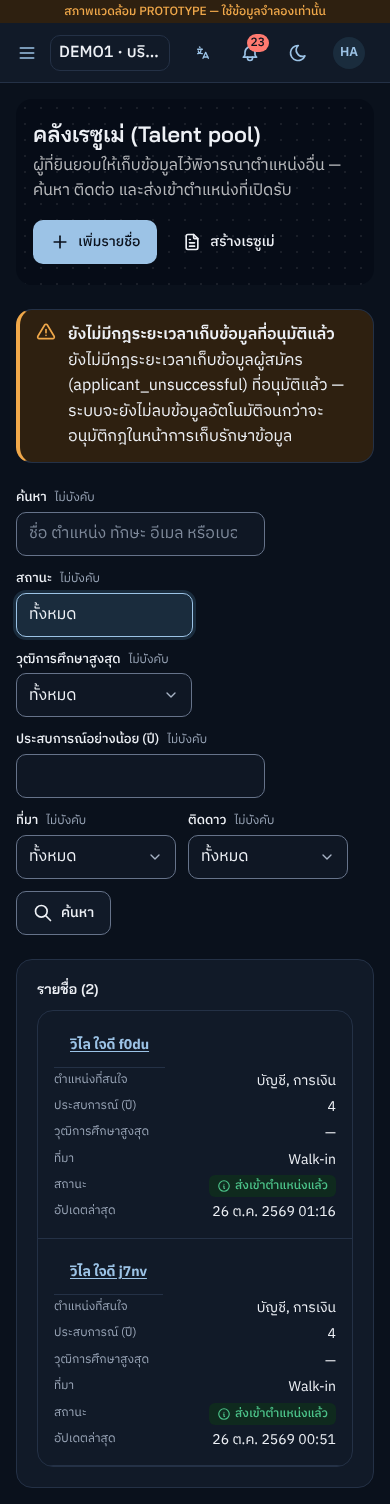 สภาพแวดล้อม PROTOTYPE — ใช้ข้อมูลจำลองเท่านั้น
DEMO1 · บริ...
23
HA
คลังเรซูเม่ (Talent pool)
ผู้ที่ยินยอมให้เก็บข้อมูลไว้พิจารณาตำแหน่งอื่น —
ค้นหา ติดต่อ และส่งเข้าตำแหน่งที่เปิดรับ
เพิ่มรายชื่อ
สร้างเรซูเม่
ยังไม่มีกฎระยะเวลาเก็บข้อมูลที่อนุมัติแล้ว
ยังไม่มีกฎระยะเวลาเก็บข้อมูลผู้สมัคร
(applicant_unsuccessful) ที่อนุมัติแล้ว —
ระบบจะยังไม่ลบข้อมูลอัตโนมัติจนกว่าจะ
อนุมัติกฎในหน้าการเก็บรักษาข้อมูล
ค้นหา ไม่บังคับ
ชื่อ ตำแหน่ง ทักษะ อีเมล หรือเบอ
สถานะ ไม่บังคับ
ทั้งหมด
วุฒิการศึกษาสูงสุด ไม่บังคับ
ทั้งหมด
ประสบการณ์อย่างน้อย (ปี) ไม่บังคับ
ที่มา ไม่บังคับ ติดดาว ไม่บังคับ
ทั้งหมด ทั้งหมด
ค้นหา
รายชื่อ (2)
วิไล ใจดี f0du
ตำแหน่งที่สนใจ บัญชี, การเงิน
ประสบการณ์ (ปี) 4
วุฒิการศึกษาสูงสุด —
ที่มา Walk-in
สถานะ ส่งเข้าตำแหน่งแล้ว
อัปเดตล่าสุด 26 ต.ค. 2569 01:16
วิไล ใจดี j7nv
ตำแหน่งที่สนใจ บัญชี, การเงิน
ประสบการณ์ (ปี) 4
วุฒิการศึกษาสูงสุด —
ที่มา Walk-in
สถานะ ส่งเข้าตำแหน่งแล้ว
อัปเดตล่าสุด 26 ต.ค. 2569 00:51